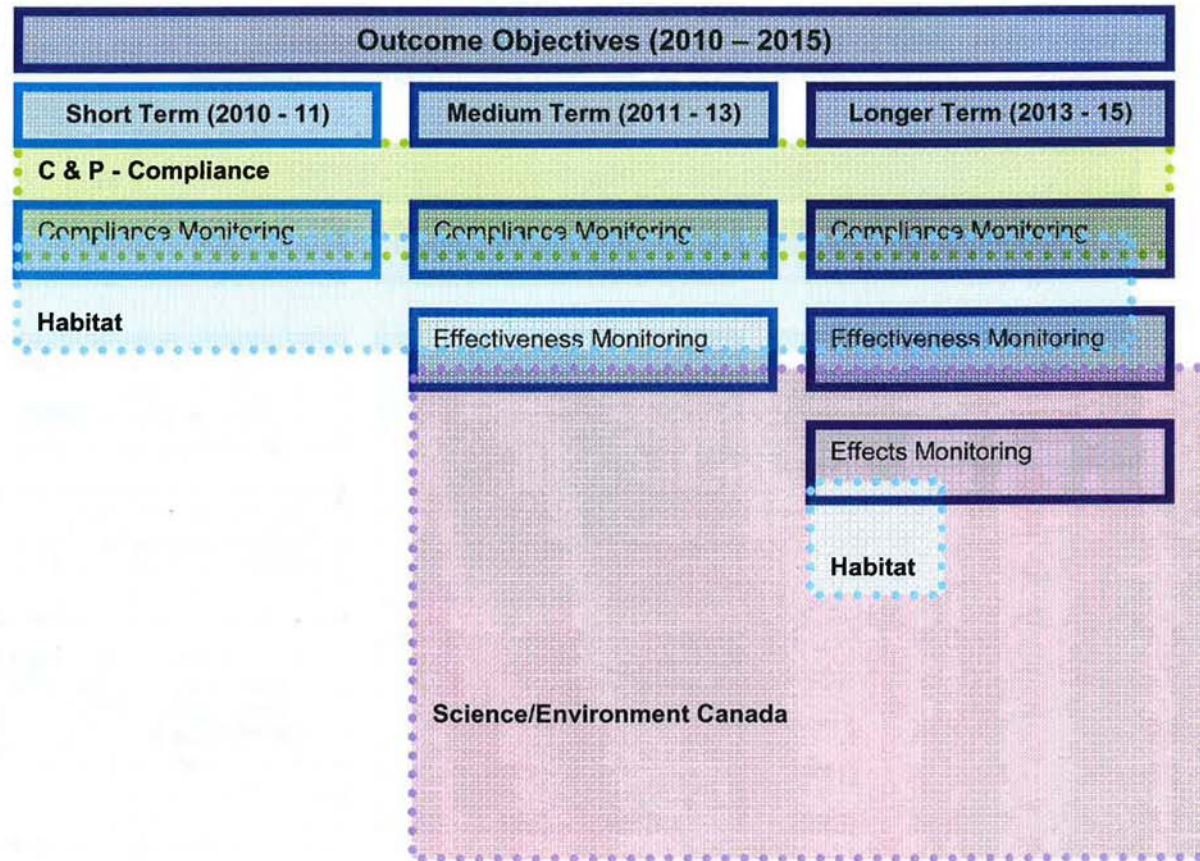 Outcome Objectives (2010 – 2015)
Short Term (2010 - 11)
Medium Term (2011 - 13)
Longer Term (2013 - 15)
C & P - Compliance
Compliance Monitoring
Compliance Monitoring
Compliance Monitoring
Habitat
Effectiveness Monitoring
Effectiveness Monitoring
Effects Monitoring
Habitat
Science/Environment Canada